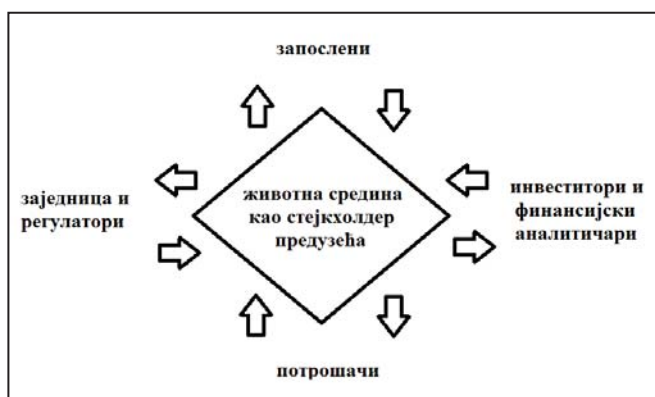 запослени
заједница и
регулатори
животна средина
као стејкхолдер
предузећа
инвеститори и
финансијски
аналитичари
потрошачи